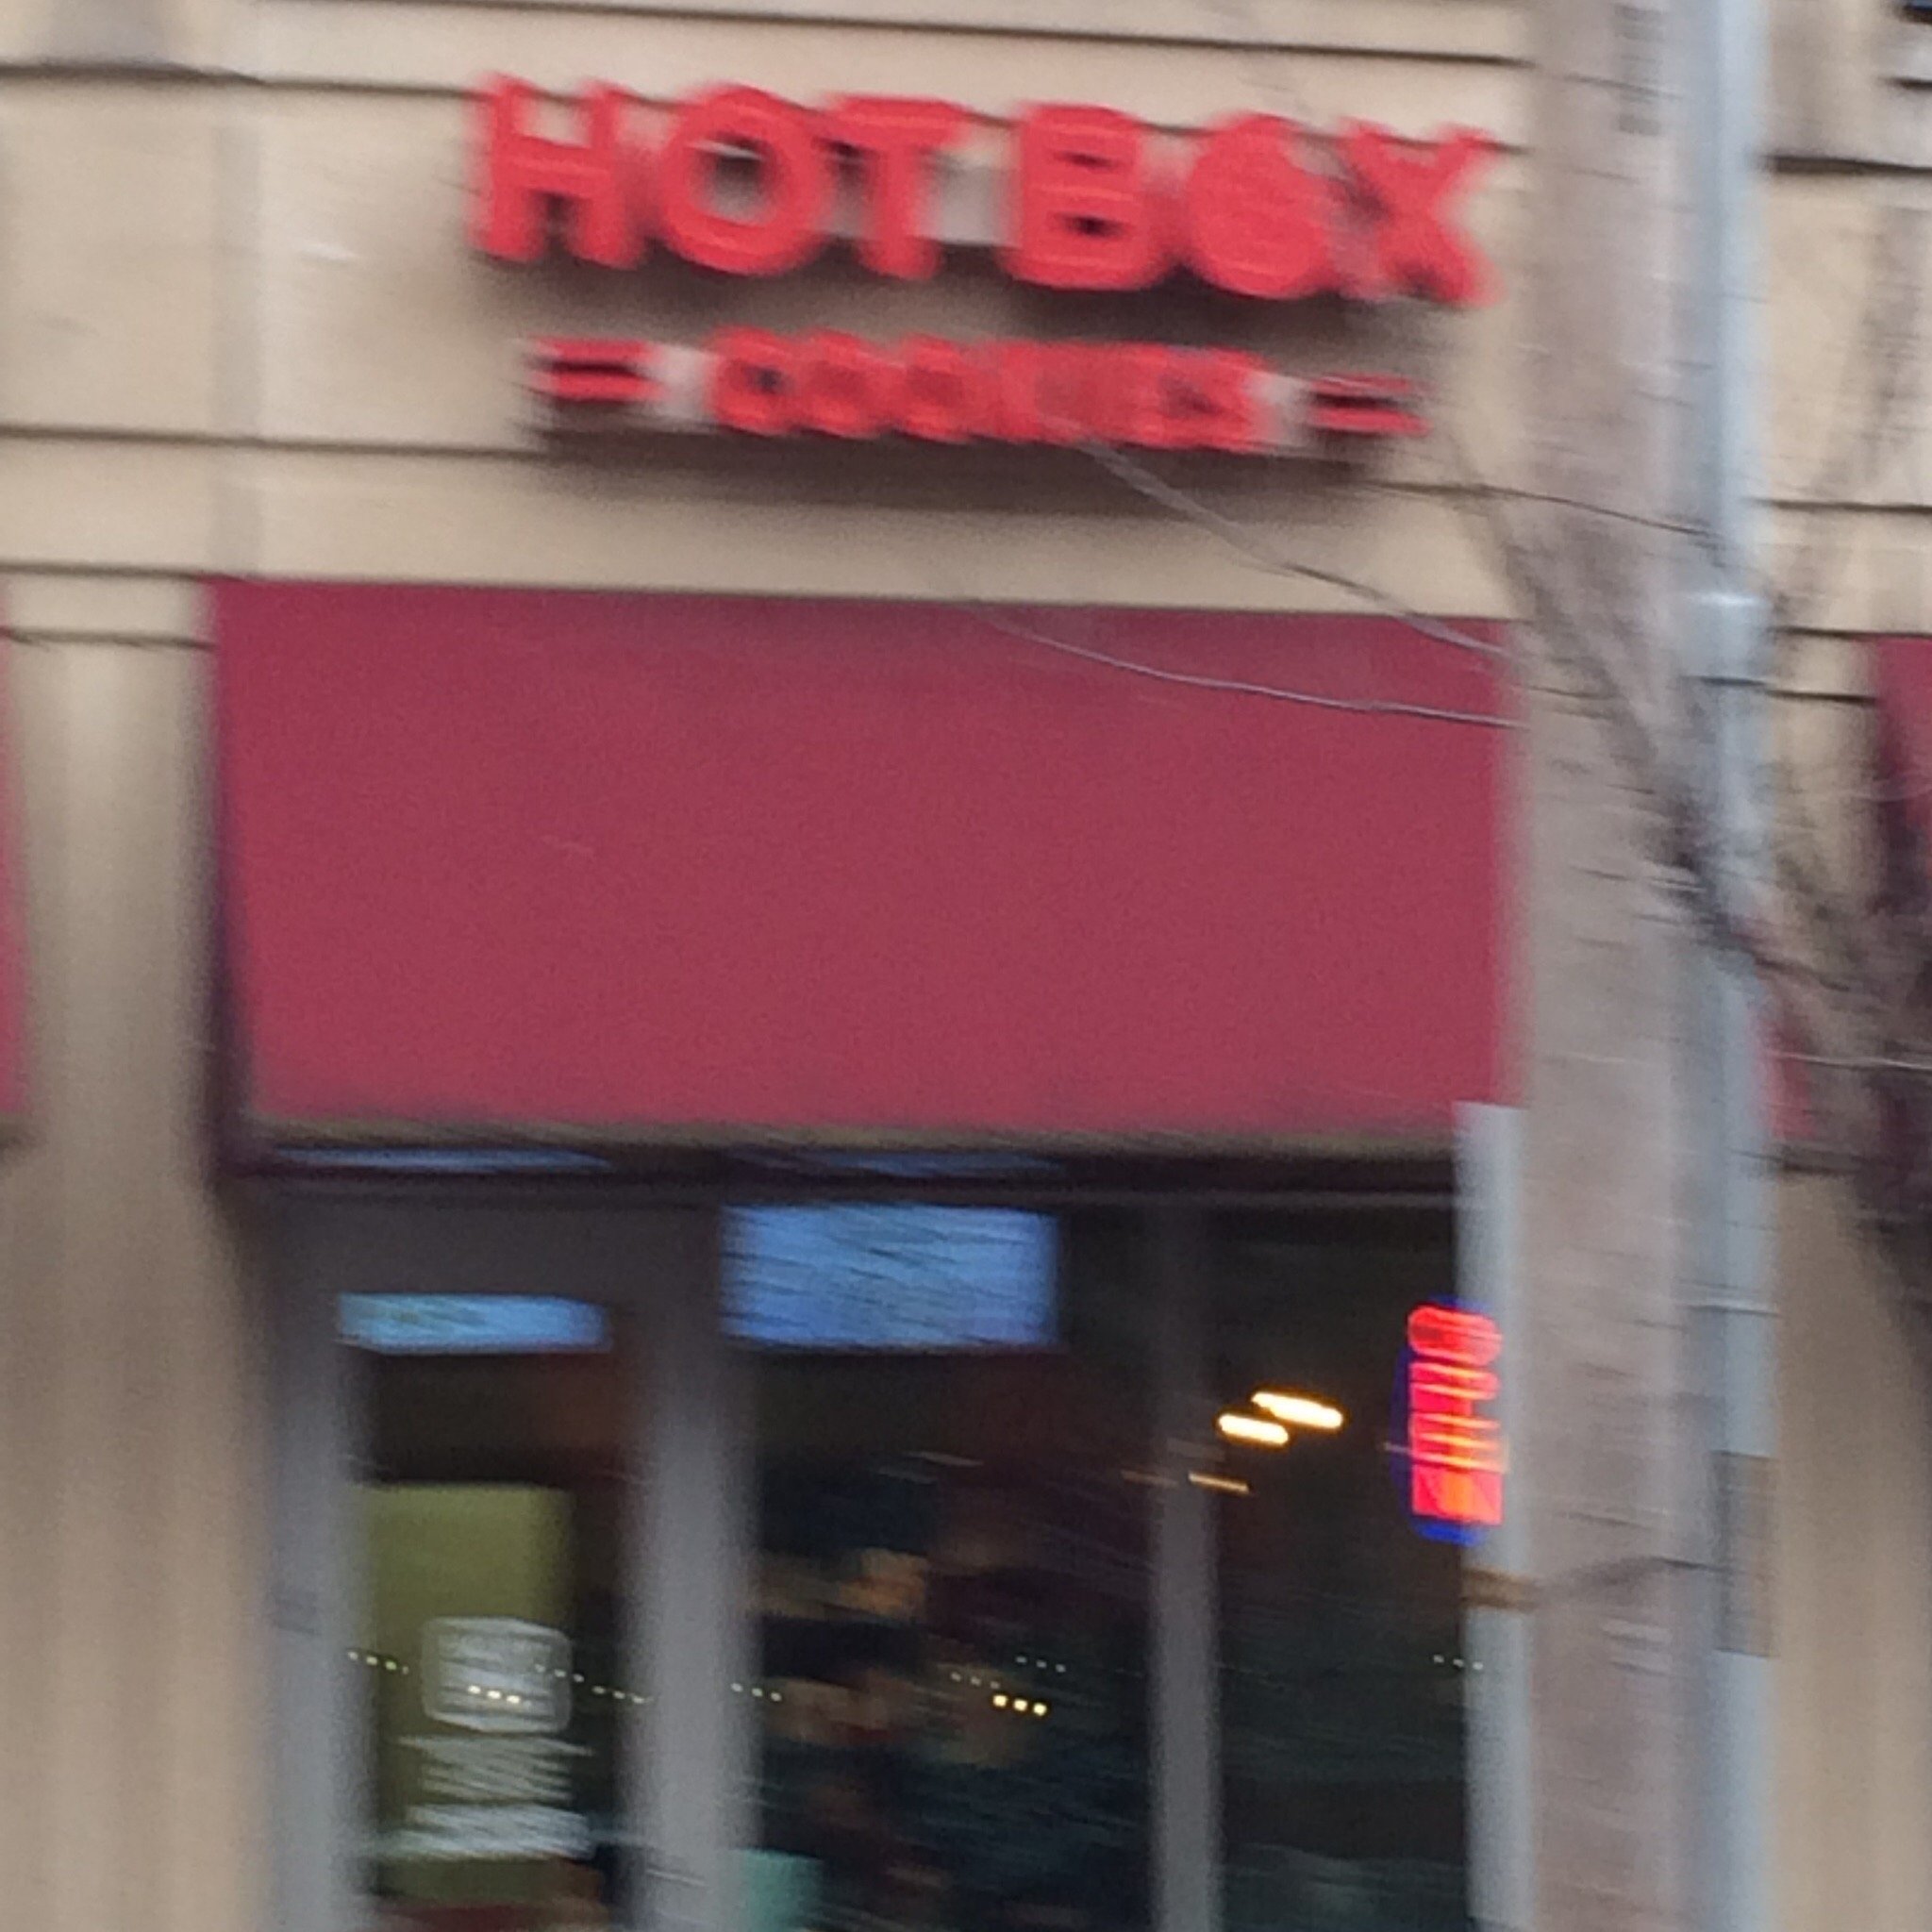 HOT BOX
= COOKIES =
OPEN